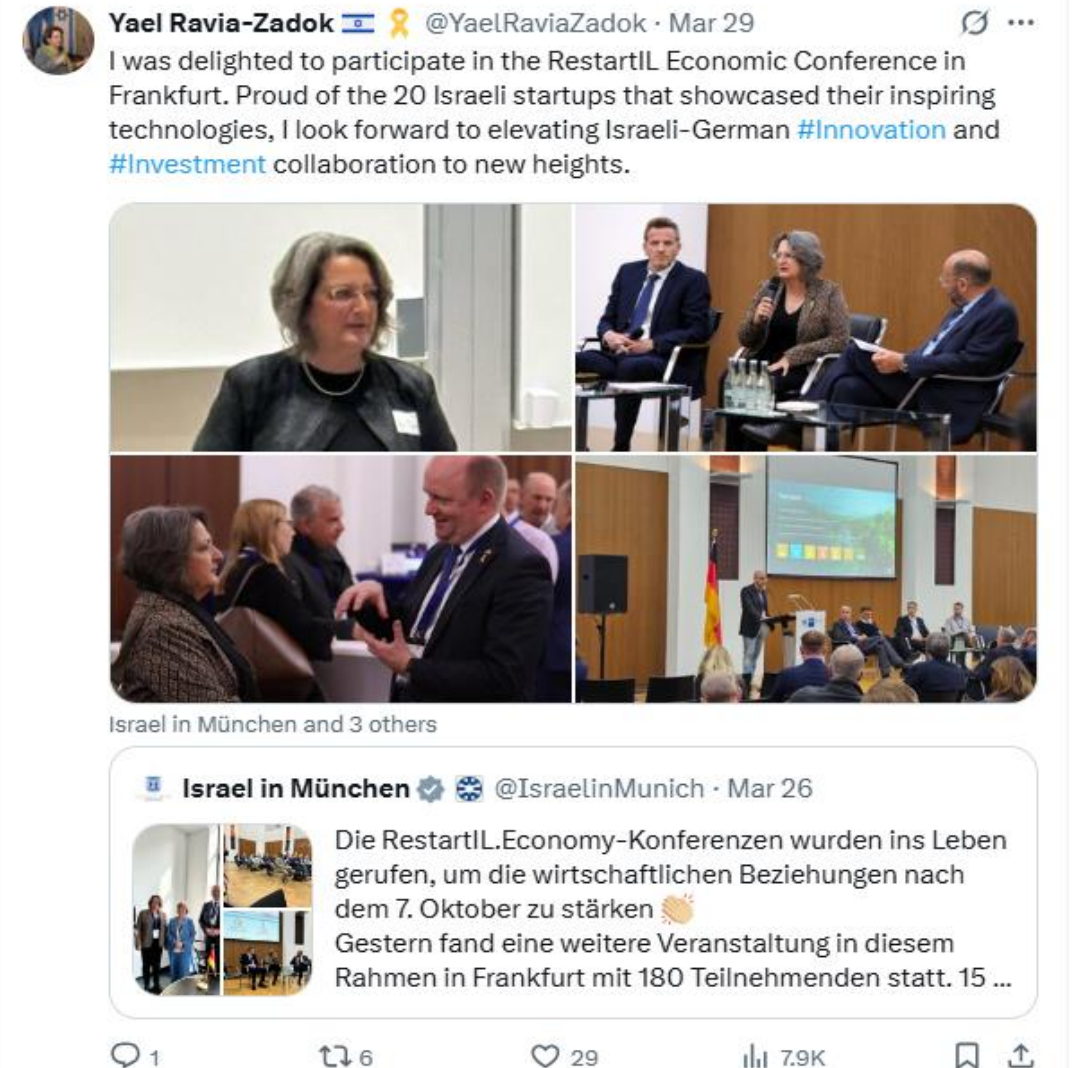 Yael Ravia-Zadok 🇮🇱 🎗️ @YaelRaviaZadok · Mar 29
I was delighted to participate in the RestartIL Economic Conference in
Frankfurt. Proud of the 20 Israeli startups that showcased their inspiring
technologies, I look forward to elevating Israeli-German #Innovation and
#Investment collaboration to new heights.
Israel in München and 3 others
Israel in München @IsraelinMunich · Mar 26
Die RestartIL.Economy-Konferenzen wurden ins Leben
gerufen, um die wirtschaftlichen Beziehungen nach
dem 7. Oktober zu stärken 👏🏻
Gestern fand eine weitere Veranstaltung in diesem
Rahmen in Frankfurt mit 180 Teilnehmenden statt. 15 ...
1 6 29 7.9K